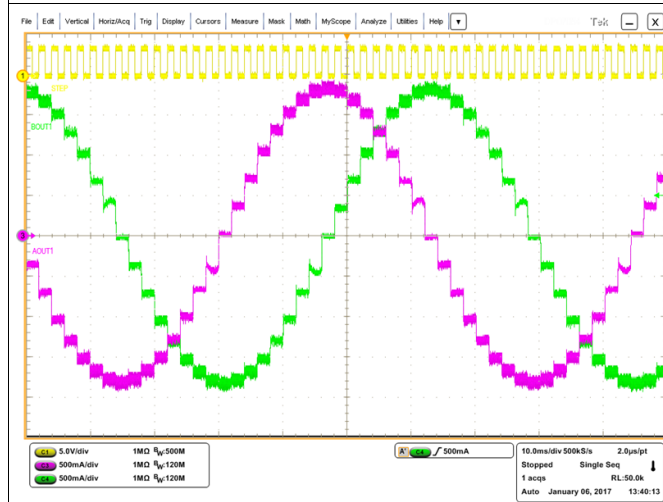 File Edit Vertical Horiz/Acq Trig Display Cursors Measure Mask Math MyScope Analyze Utilities Help Tek
1
STEP
BOUT1
3
AOUT1
C1 5.0V/div 1MΩ BW:500M
C3 500mA/div 1MΩ BW:120M
C4 500mA/div 1MΩ BW:120M
A' C4 500mA
10.0ms/div 500kS/s 2.0µs/pt
Stopped Single Seq
1 acqs RL:50.0k
Auto January 06, 2017 13:40:13